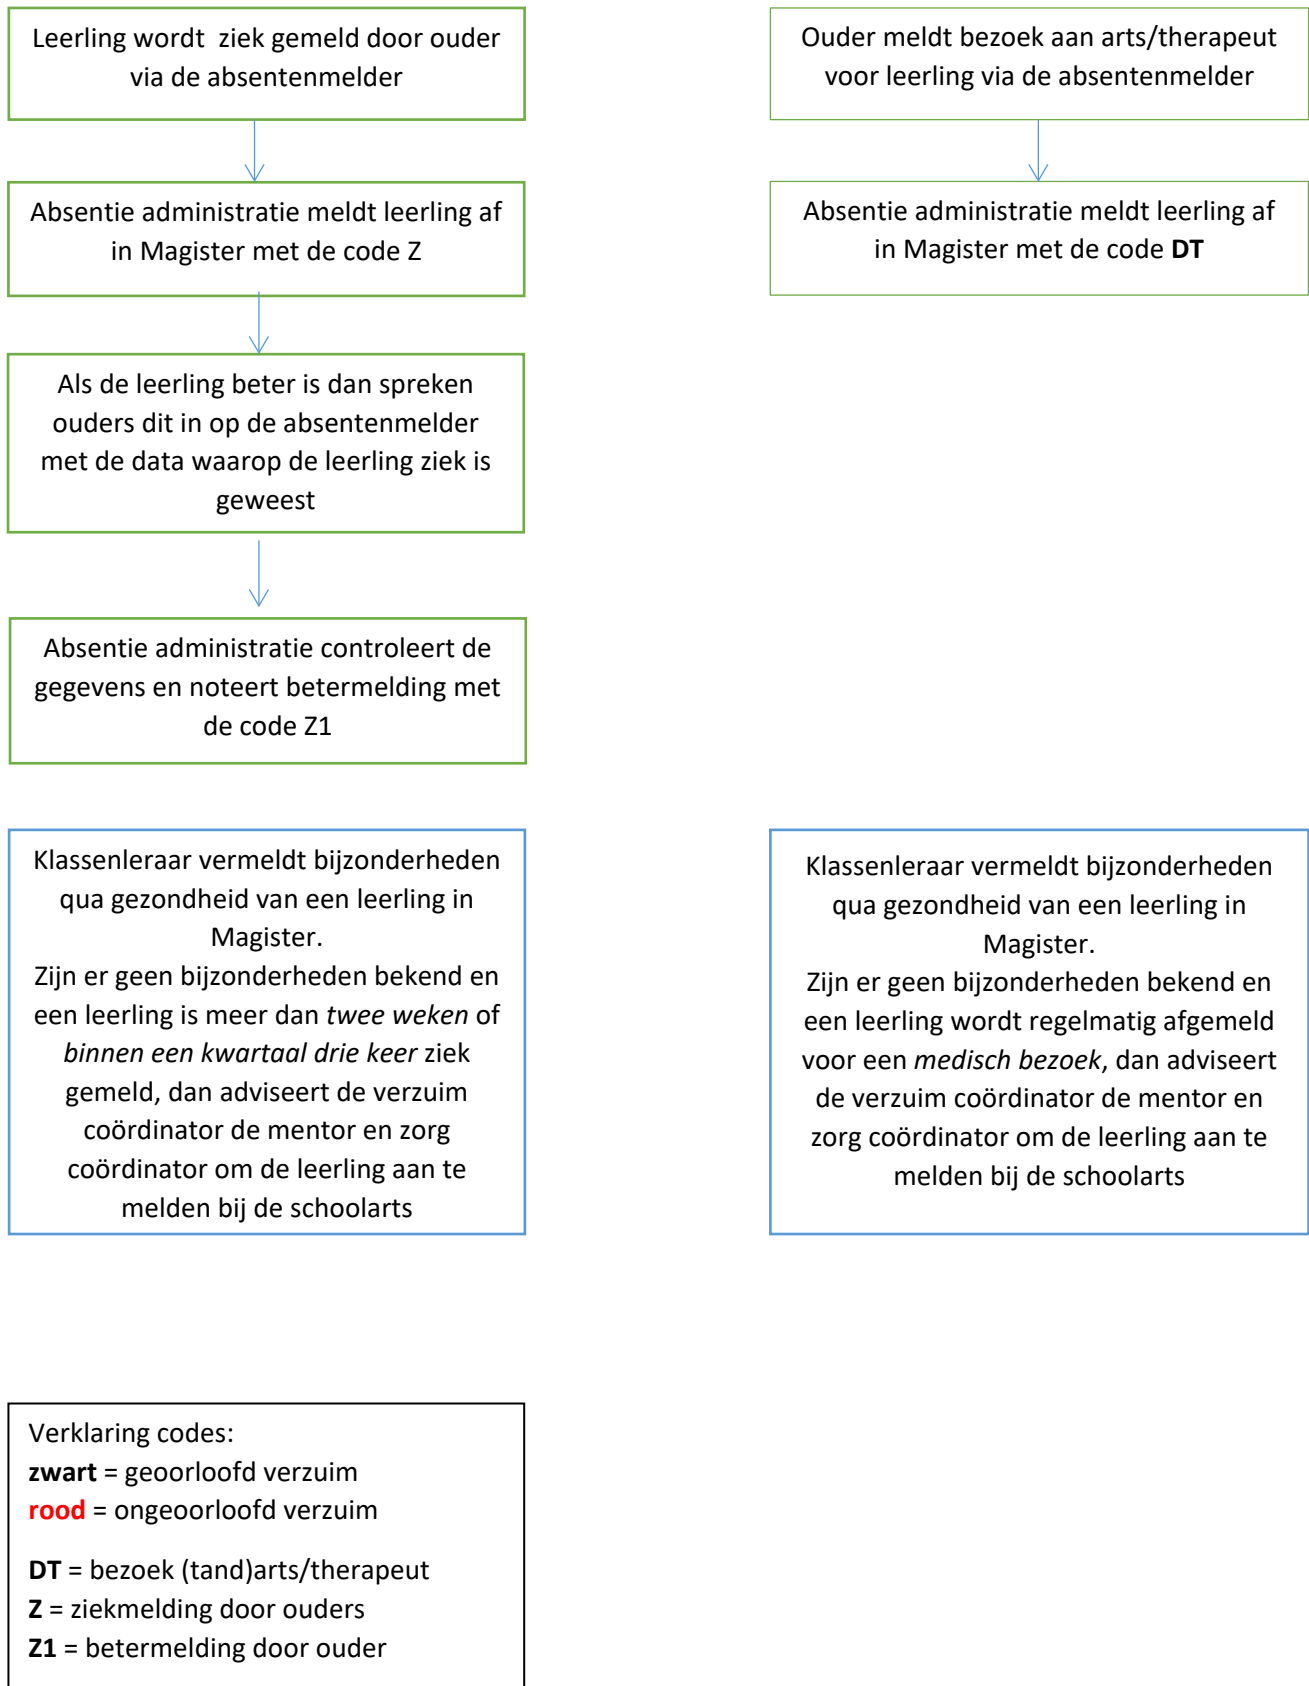 Leerling wordt  ziek gemeld door ouder
via de absentenmelder
Ouder meldt bezoek aan arts/therapeut
voor leerling via de absentenmelder
Absentie administratie meldt leerling af
in Magister met de code Z
Absentie administratie meldt leerling af
in Magister met de code DT
Als de leerling beter is dan spreken
ouders dit in op de absentenmelder
met de data waarop de leerling ziek is
geweest
Absentie administratie controleert de
gegevens en noteert betermelding met
de code Z1
Klassenleraar vermeldt bijzonderheden
qua gezondheid van een leerling in
Magister.
Zijn er geen bijzonderheden bekend en
een leerling is meer dan twee weken of
binnen een kwartaal drie keer ziek
gemeld, dan adviseert de verzuim
coördinator de mentor en zorg
coördinator om de leerling aan te
melden bij de schoolarts
Klassenleraar vermeldt bijzonderheden
qua gezondheid van een leerling in
Magister.
Zijn er geen bijzonderheden bekend en
een leerling wordt regelmatig afgemeld
voor een medisch bezoek, dan adviseert
de verzuim coördinator de mentor en
zorg coördinator om de leerling aan te
melden bij de schoolarts
Verklaring codes:
zwart = geoorloofd verzuim
rood = ongeoorloofd verzuim
DT = bezoek (tand)arts/therapeut
Z = ziekmelding door ouders
Z1 = betermelding door ouder